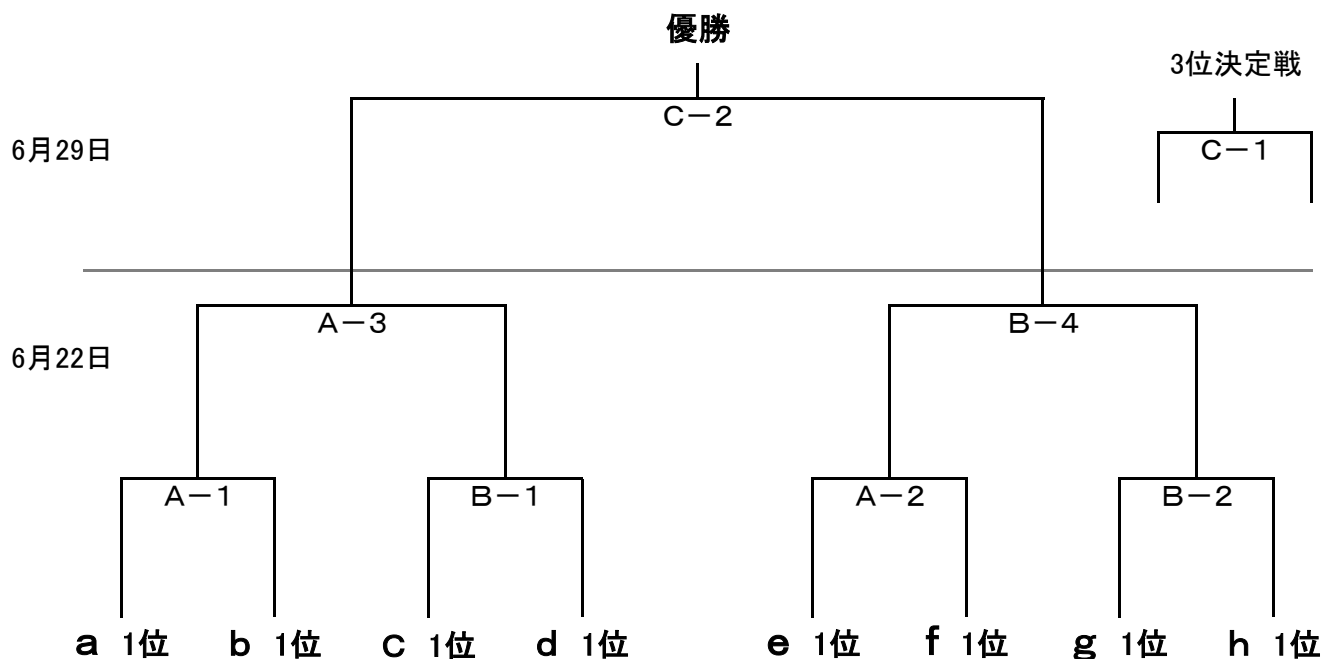 優勝
3位決定戦
C－2
6月29日
C－1
A－3
B－4
6月22日
A－1
B－1
A－2
B－2
a 1位 b 1位 c 1位 d 1位 e 1位 f 1位 g 1位 h 1位